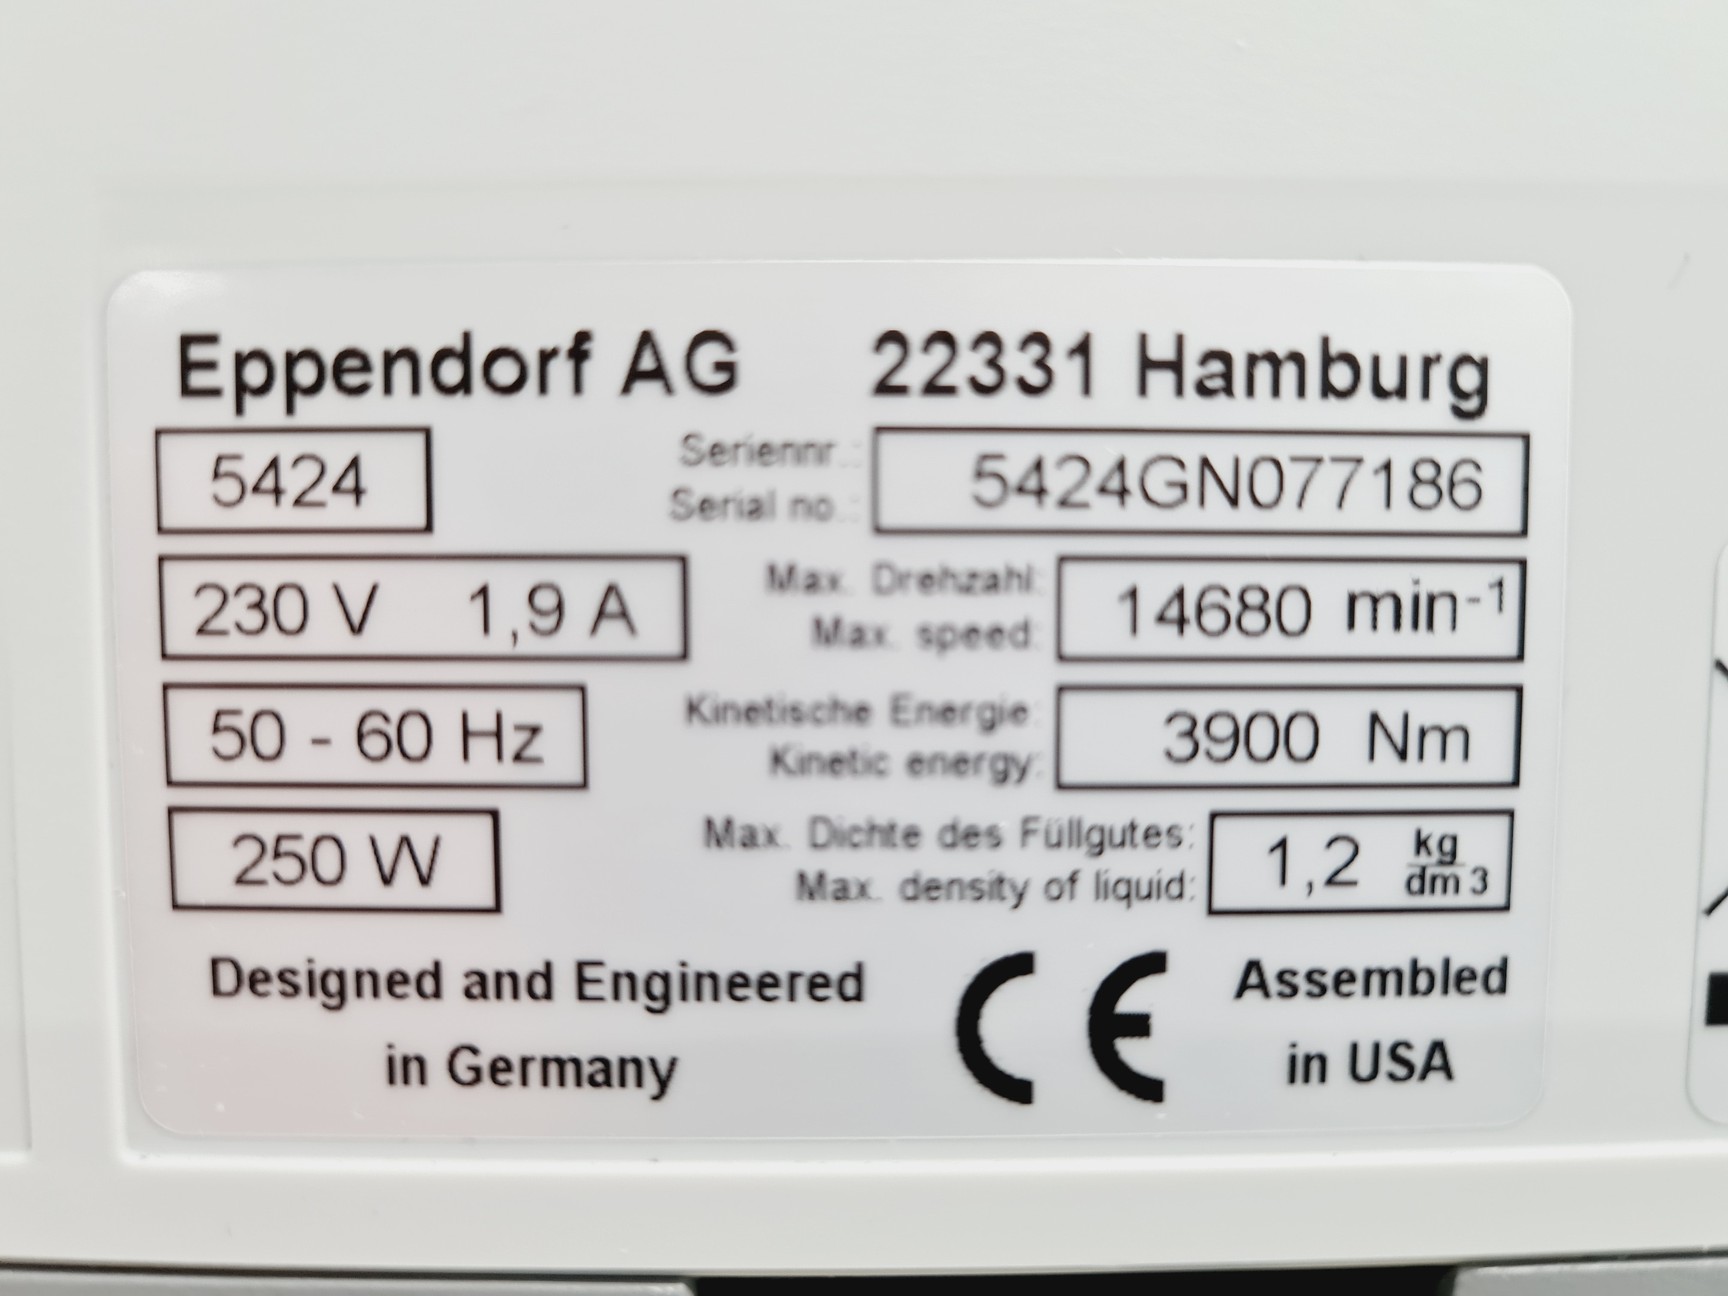 Eppendorf AG 22331 Hamburg
5424 Seriennr.: 5424GN077186
Serial no.:
230 V 1,9 A Max. Drehzahl: 14680 min-1
Max. speed:
50 - 60 Hz Kinetische Energie: 3900 Nm
Kinetic energy:
250 W Max. Dichte des Füllgutes: 1,2 kg/dm3
Max. density of liquid:
Designed and Engineered CE Assembled
in Germany in USA